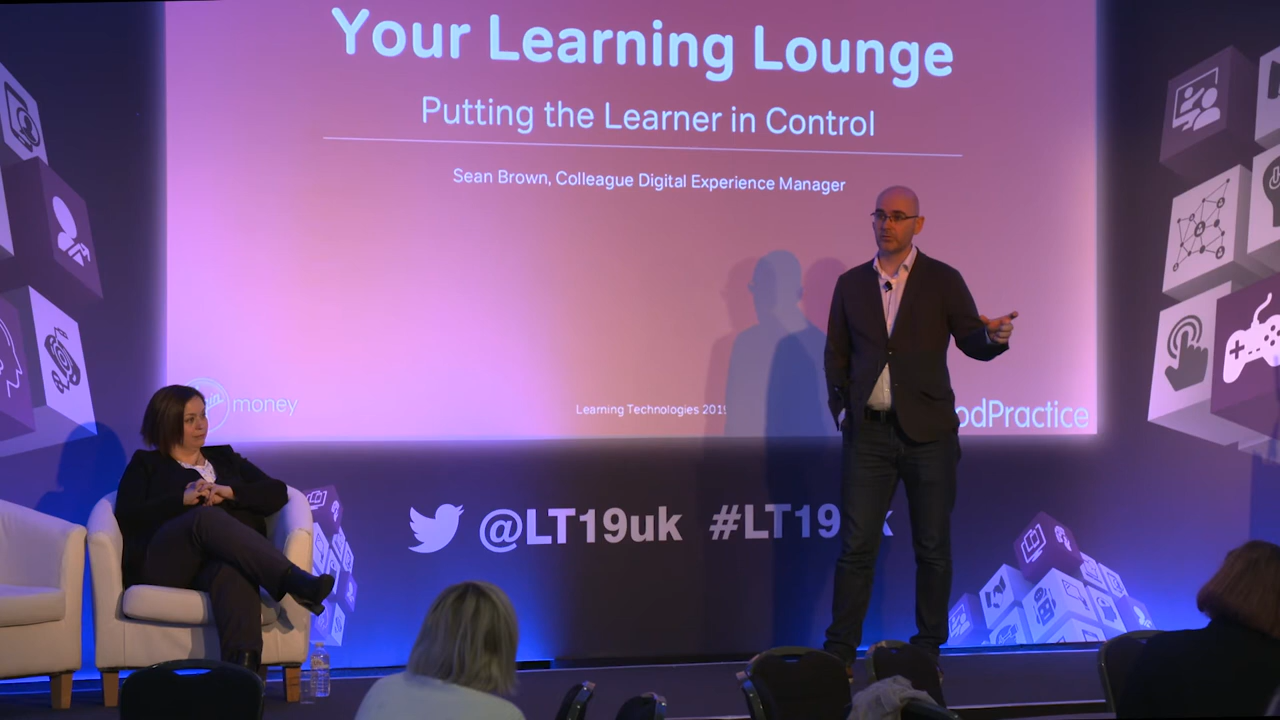 Your Learning Lounge
Putting the Learner in Control
Sean Brown, Colleague Digital Experience Manager
money
Learning Technologies 201
odPractice
@LT19uk #LT19